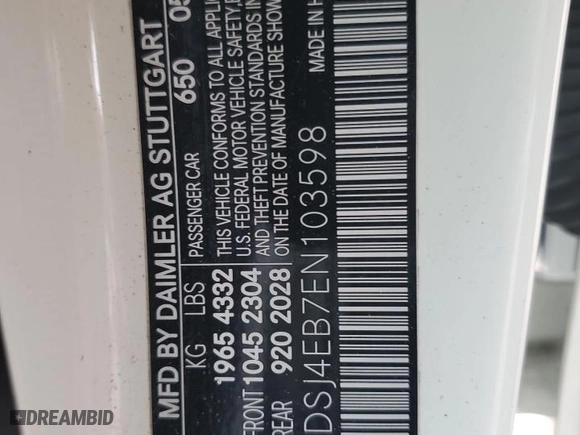 MFD BY DAIMLER AG STUTTGART
KG LBS PASSENGER CAR 650 05
1965 4332 THIS VEHICLE CONFORMS TO ALL
FRONT 1045 2304 U.S. FEDERAL MOTOR VEHICLE SAFETY,
AND THEFT PREVENTION STANDARDS IN
REAR 920 2028 ON THE DATE OF MANUFACTURE SHOW
MADE IN
DSJ4EB7EN103598
DREAMBID